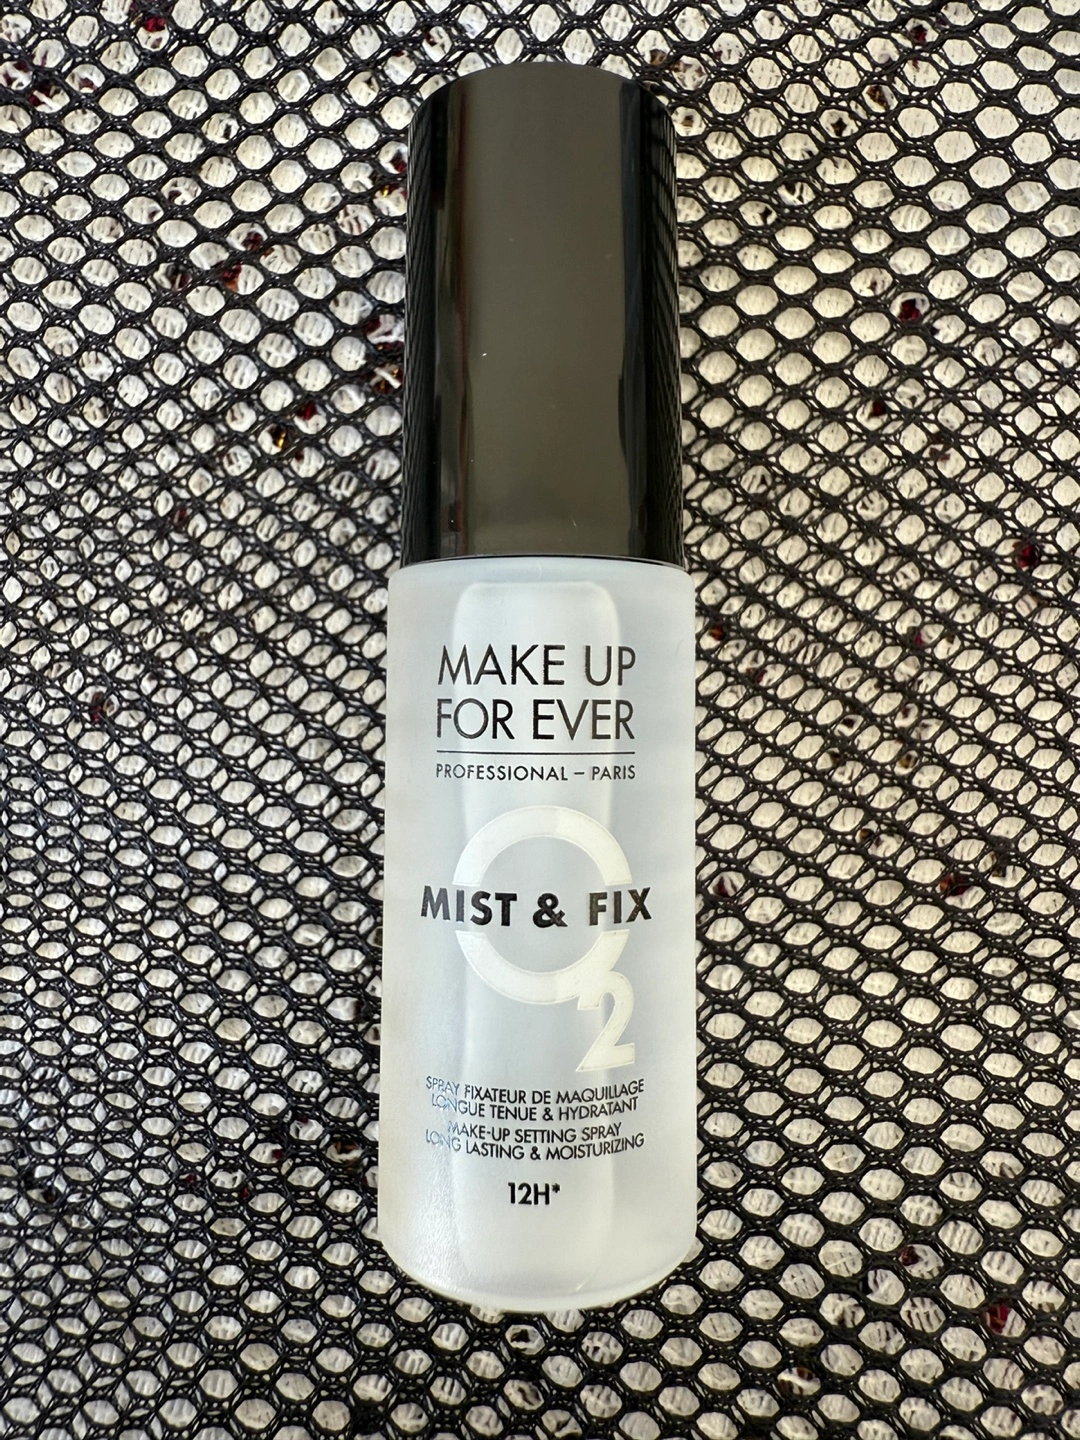 MAKE UP
FOR EVER
PROFESSIONAL – PARIS
O2
MIST & FIX
SPRAY FIXATEUR DE MAQUILLAGE
LONGUE TENUE & HYDRATANT
MAKE-UP SETTING SPRAY
LONG LASTING & MOISTURIZING
12H*